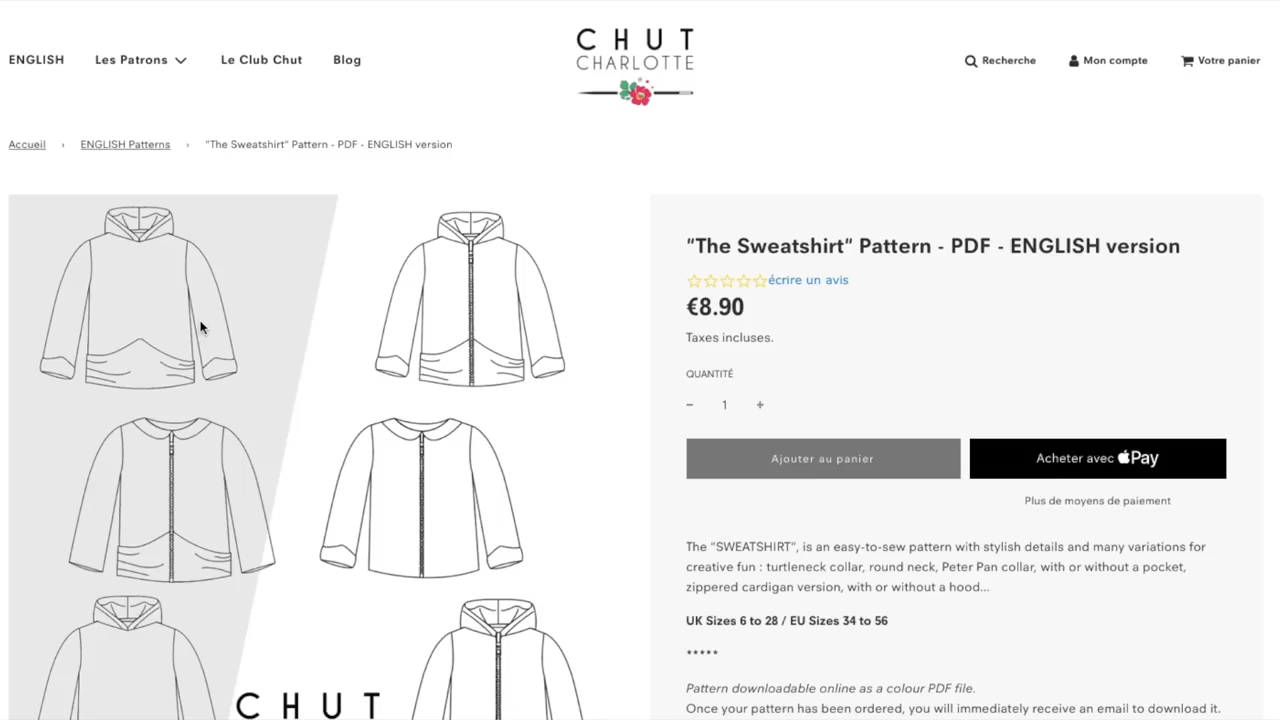 ENGLISH
Les Patrons
Le Club Chut
Blog
CHUT
CHARLOTTE
Recherche
Mon compte
Votre panier
Accueil › ENGLISH Patterns › "The Sweatshirt" Pattern - PDF - ENGLISH version
"The Sweatshirt" Pattern - PDF - ENGLISH version
écrire un avis
€8.90
Taxes incluses.
QUANTITÉ
− 1 +
Ajouter au panier
Acheter avec Pay
Plus de moyens de paiement
The "SWEATSHIRT", is an easy-to-sew pattern with stylish details and many variations for
creative fun : turtleneck collar, round neck, Peter Pan collar, with or without a pocket,
zippered cardigan version, with or without a hood...
UK Sizes 6 to 28 / EU Sizes 34 to 56
*****
Pattern downloadable online as a colour PDF file.
Once your pattern has been ordered, you will immediately receive an email to download it.
CHUT